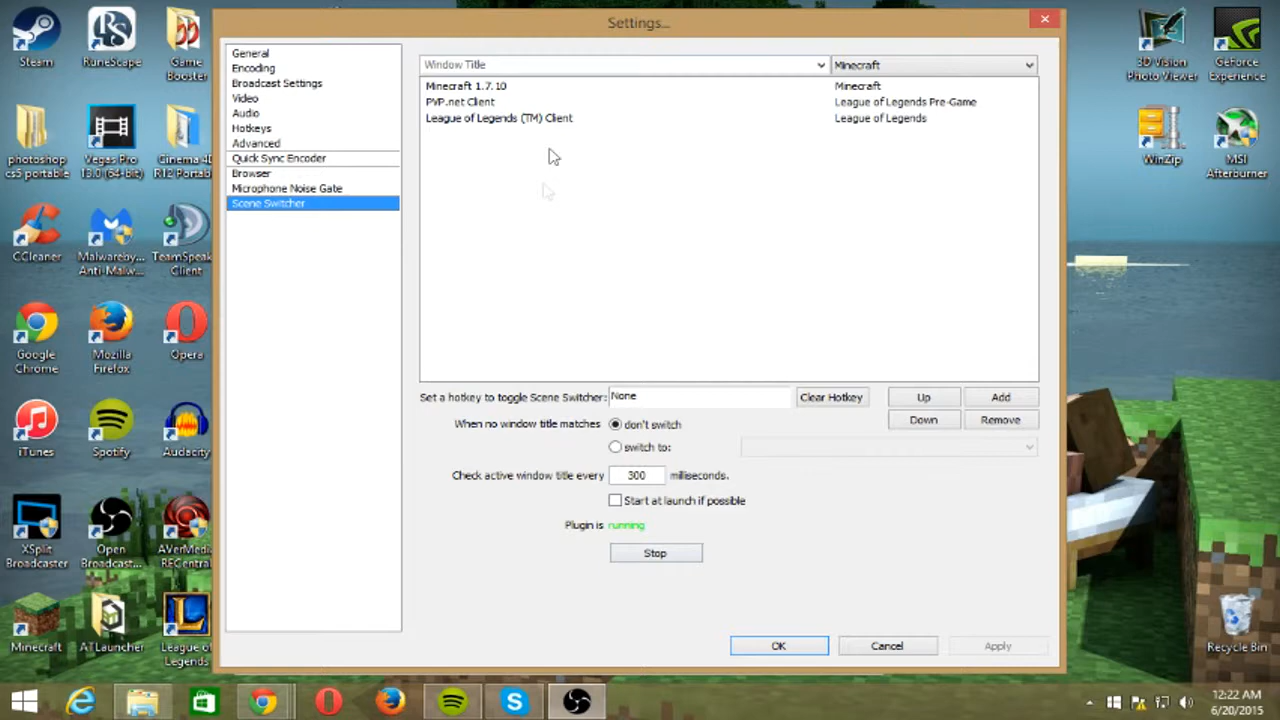 Settings...
Steam
RuneScape
Game
Booster
3D Vision
Photo Viewer
GeForce
Experience
General
Encoding
Broadcast Settings
Video
Audio
Hotkeys
Advanced
Quick Sync Encoder
Browser
Microphone Noise Gate
Scene Switcher
Window Title
Minecraft
Minecraft 1.7.10
Minecraft
PVP.net Client
League of Legends Pre-Game
League of Legends (TM) Client
League of Legends
photoshop
cs5 portable
Vegas Pro
13.0 (64-bit)
Cinema 4D
R12 Portab
WinZip
MSI
Afterburner
CCleaner
Malwareby...
Anti-Malw...
TeamSpeak
Client
Google
Chrome
Mozilla
Firefox
Opera
Set a hotkey to toggle Scene Switcher:
None
Clear Hotkey
Up
Add
When no window title matches
don't switch
Down
Remove
switch to:
Check active window title every
300
miliseconds.
Start at launch if possible
Plugin is
running
Stop
iTunes
Spotify
Audacity
XSplit
Broadcaster
Open
Broadcast...
AVerMedia
RECentral
Minecraft
ATLauncher
League of
Legends
OK
Cancel
Apply
Recycle Bin
12:22 AM
6/20/2015